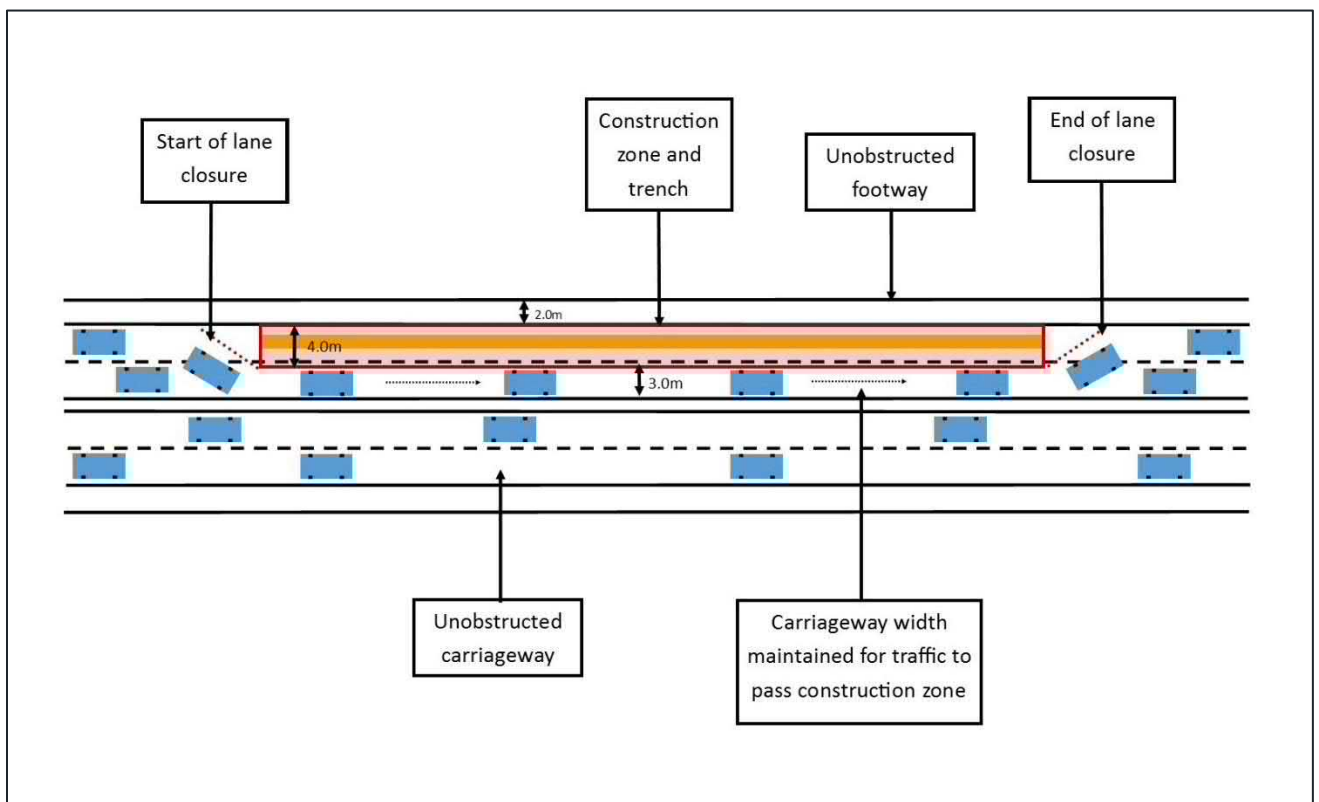 Start of lane
closure
Construction
zone and
trench
Unobstructed
footway
End of lane
closure
2.0m
4.0m
3.0m
Unobstructed
carriageway
Carriageway width
maintained for traffic to
pass construction zone